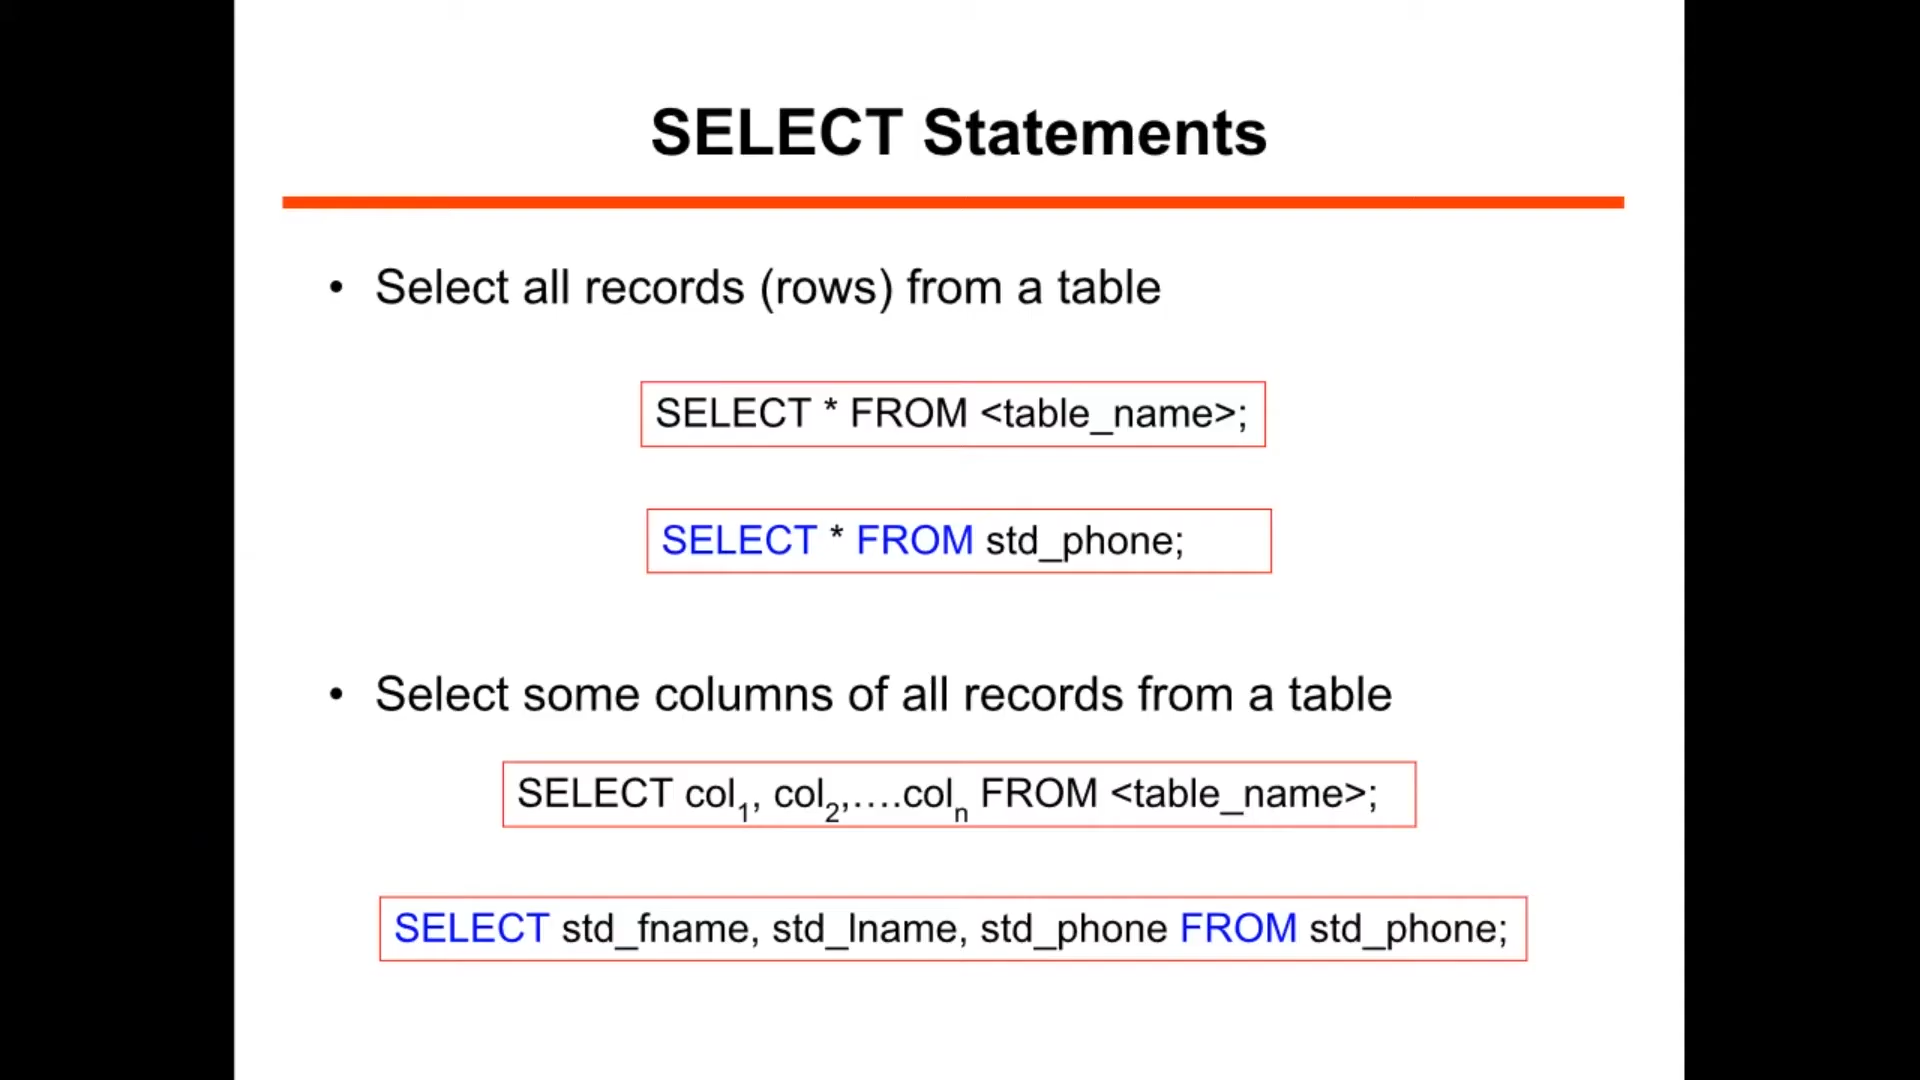 SELECT Statements
• Select all records (rows) from a table
SELECT * FROM <table_name>;
SELECT * FROM std_phone;
• Select some columns of all records from a table
SELECT col1, col2,....coln FROM <table_name>;
SELECT std_fname, std_lname, std_phone FROM std_phone;